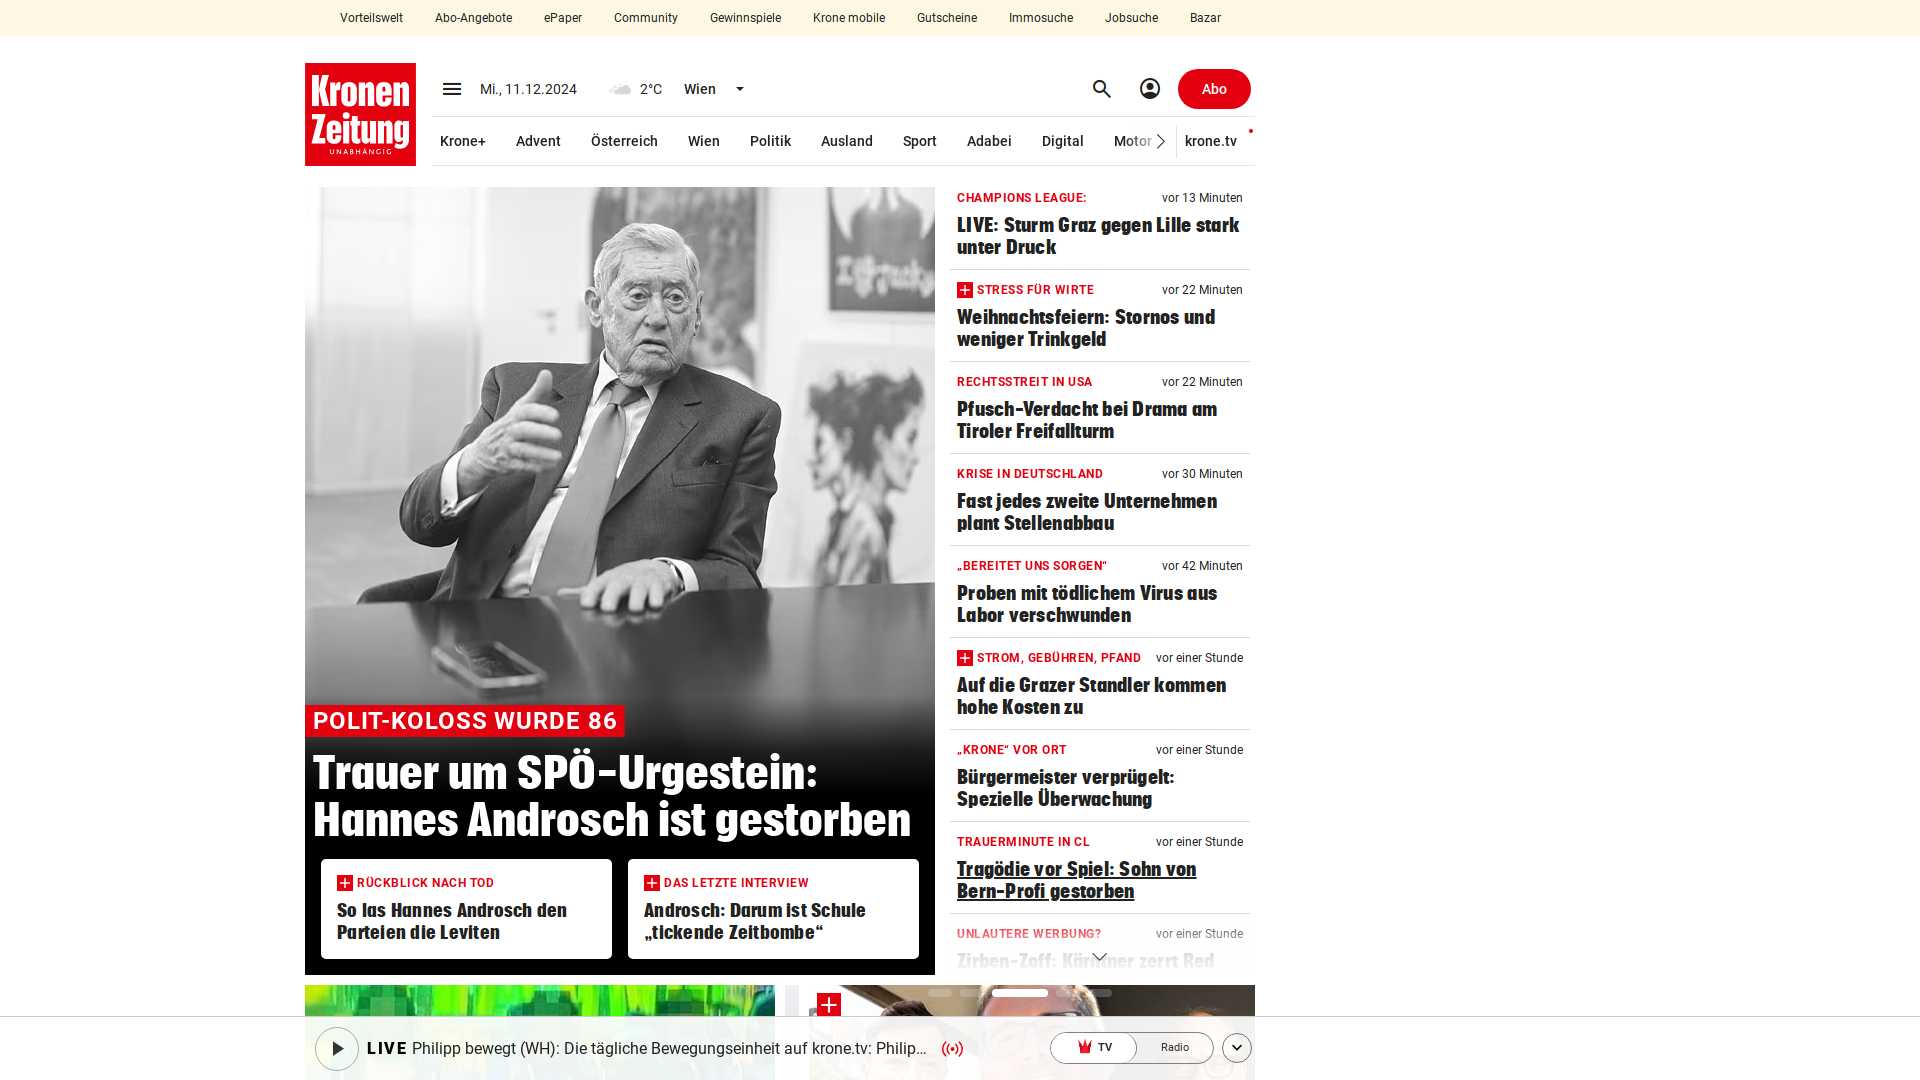 Vorteilswelt Abo-Angebote ePaper Community Gewinnspiele Krone mobile Gutscheine Immosuche Jobsuche Bazar
Kronen
Zeitung
UNABHÄNGIG
Mi., 11.12.2024 2°C Wien
Abo
Krone+ Advent Österreich Wien Politik Ausland Sport Adabei Digital Motor krone.tv
POLIT-KOLOSS WURDE 86
Trauer um SPÖ-Urgestein:
Hannes Androsch ist gestorben
RÜCKBLICK NACH TOD
So las Hannes Androsch den
Parteien die Leviten
DAS LETZTE INTERVIEW
Androsch: Darum ist Schule
„tickende Zeitbombe“
CHAMPIONS LEAGUE: vor 13 Minuten
LIVE: Sturm Graz gegen Lille stark
unter Druck
STRESS FÜR WIRTE vor 22 Minuten
Weihnachtsfeiern: Stornos und
weniger Trinkgeld
RECHTSSTREIT IN USA vor 22 Minuten
Pfusch-Verdacht bei Drama am
Tiroler Freifallturm
KRISE IN DEUTSCHLAND vor 30 Minuten
Fast jedes zweite Unternehmen
plant Stellenabbau
„BEREITET UNS SORGEN“ vor 42 Minuten
Proben mit tödlichem Virus aus
Labor verschwunden
STROM, GEBÜHREN, PFAND vor einer Stunde
Auf die Grazer Standler kommen
hohe Kosten zu
„KRONE“ VOR ORT vor einer Stunde
Bürgermeister verprügelt:
Spezielle Überwachung
TRAUERMINUTE IN CL vor einer Stunde
Tragödie vor Spiel: Sohn von
Bern-Profi gestorben
UNLAUTERE WERBUNG? vor einer Stunde
Zirben-Zoff: Kärntner zerrt Red
LIVE Philipp bewegt (WH): Die tägliche Bewegungseinheit auf krone.tv: Philip...
TV Radio